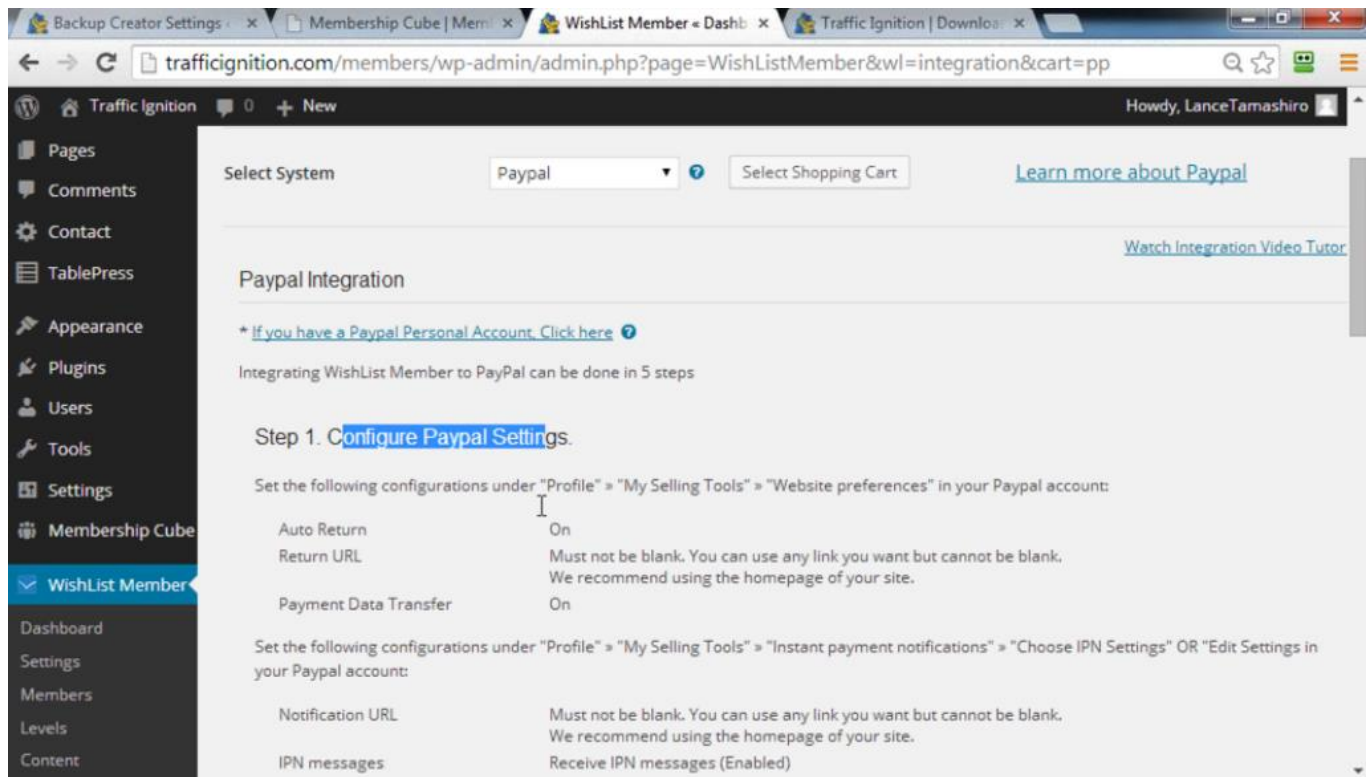 Backup Creator Settings
Membership Cube | Mem
WishList Member « Dashb
Traffic Ignition | Downloa
trafficignition.com/members/wp-admin/admin.php?page=WishListMember&wl=integration&cart=pp
Traffic Ignition
0
+ New
Howdy, LanceTamashiro
Pages
Comments
Contact
TablePress
Appearance
Plugins
Users
Tools
Settings
Membership Cube
WishList Member
Dashboard
Settings
Members
Levels
Content
Select System
Paypal
Select Shopping Cart
Learn more about Paypal
Watch Integration Video Tutor
Paypal Integration
* If you have a Paypal Personal Account, Click here
Integrating WishList Member to PayPal can be done in 5 steps
Step 1. Configure Paypal Settings.
Set the following configurations under "Profile" » "My Selling Tools" » "Website preferences" in your Paypal account:
Auto Return On
Return URL Must not be blank. You can use any link you want but cannot be blank.
We recommend using the homepage of your site.
Payment Data Transfer On
Set the following configurations under "Profile" » "My Selling Tools" » "Instant payment notifications" » "Choose IPN Settings" OR "Edit Settings in
your Paypal account:
Notification URL Must not be blank. You can use any link you want but cannot be blank.
We recommend using the homepage of your site.
IPN messages Receive IPN messages (Enabled)